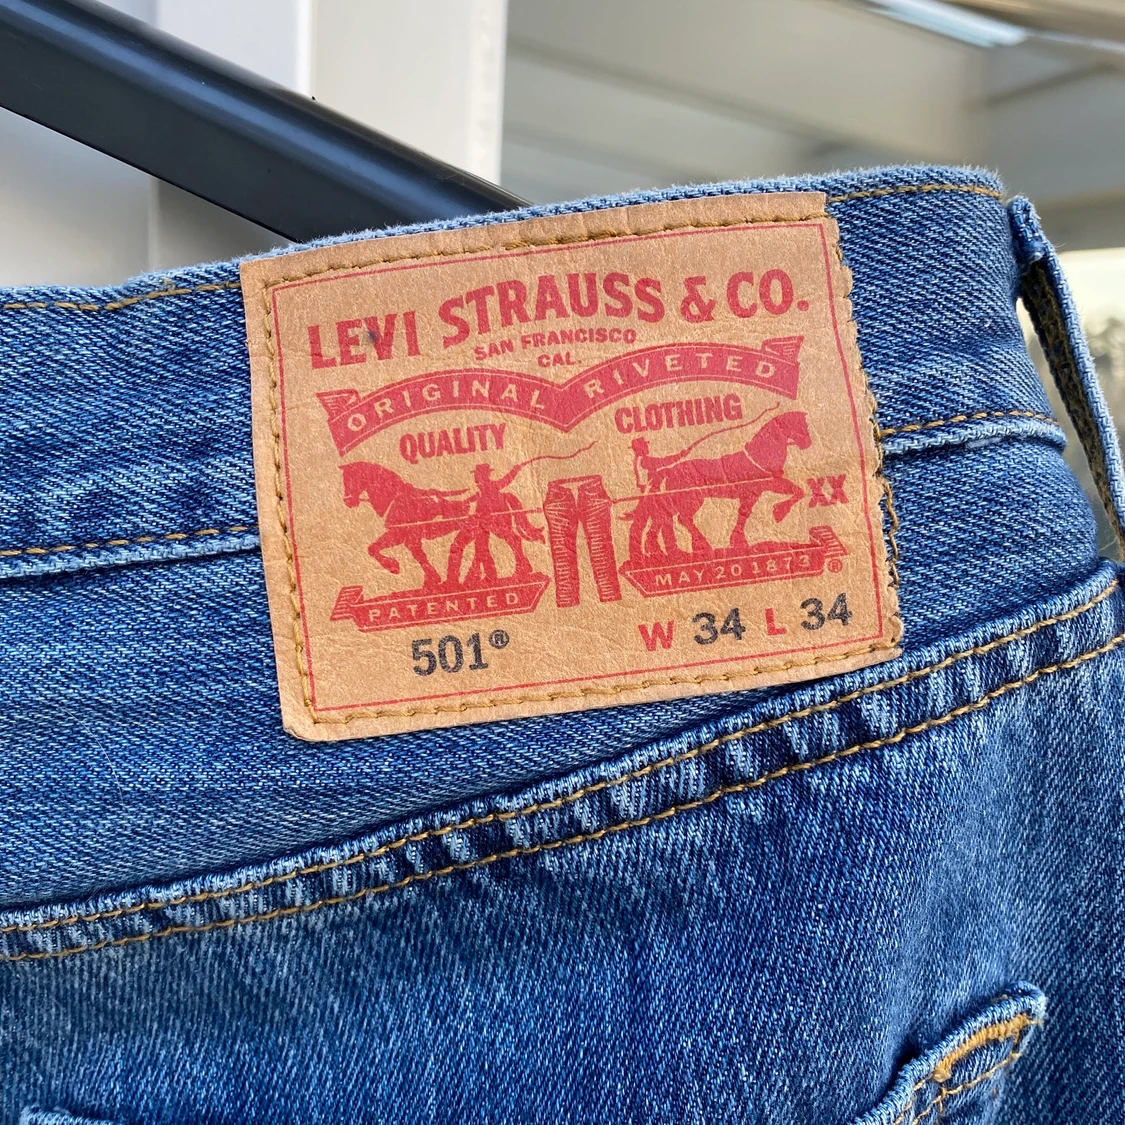 LEVI STRAUSS & CO.
SAN FRANCISCO
CAL.
ORIGINAL RIVETED
QUALITY CLOTHING
XX
PATENTED MAY 20 1873 ®
501® W 34 L 34